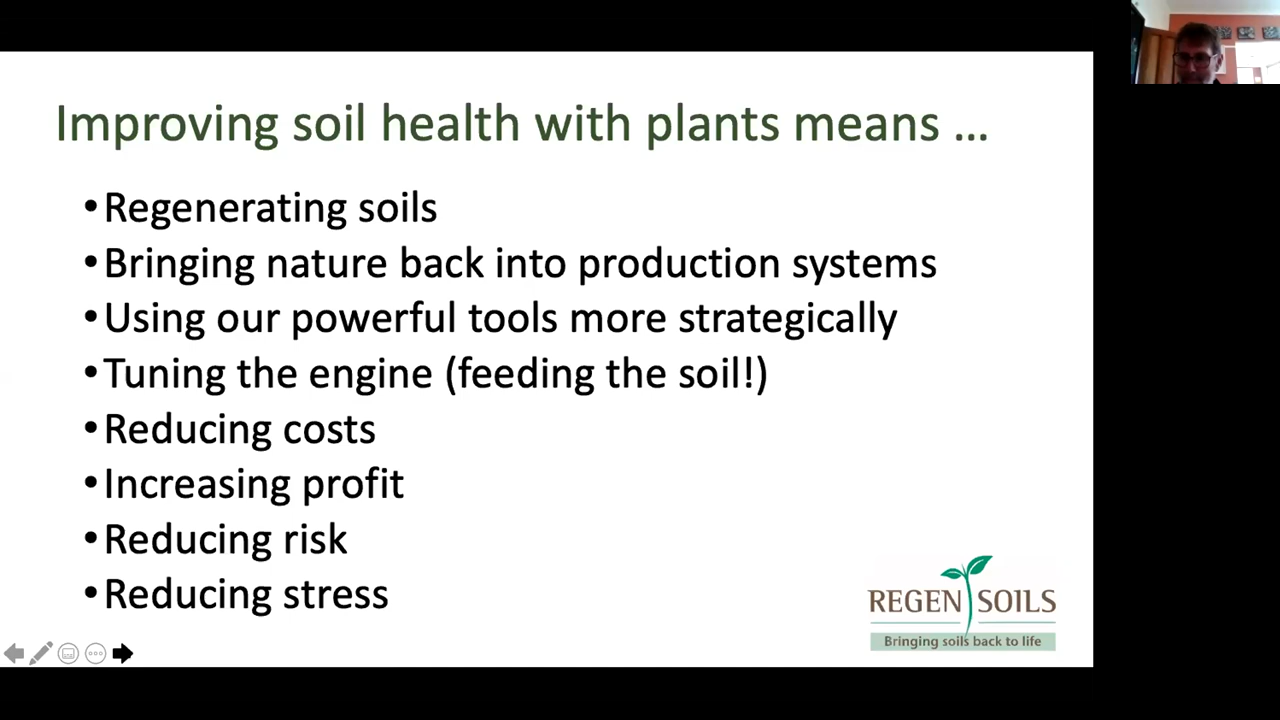 Improving soil health with plants means ...
•Regenerating soils
•Bringing nature back into production systems
•Using our powerful tools more strategically
•Tuning the engine (feeding the soil!)
•Reducing costs
•Increasing profit
•Reducing risk
•Reducing stress
REGEN SOILS
Bringing soils back to life